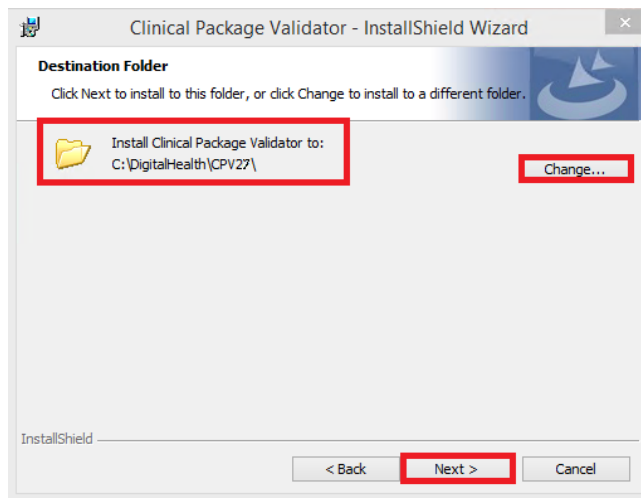 Clinical Package Validator - InstallShield Wizard
Destination Folder
Click Next to install to this folder, or click Change to install to a different folder.
Install Clinical Package Validator to:
C:\DigitalHealth\CPV27\
Change...
InstallShield
< Back
Next >
Cancel